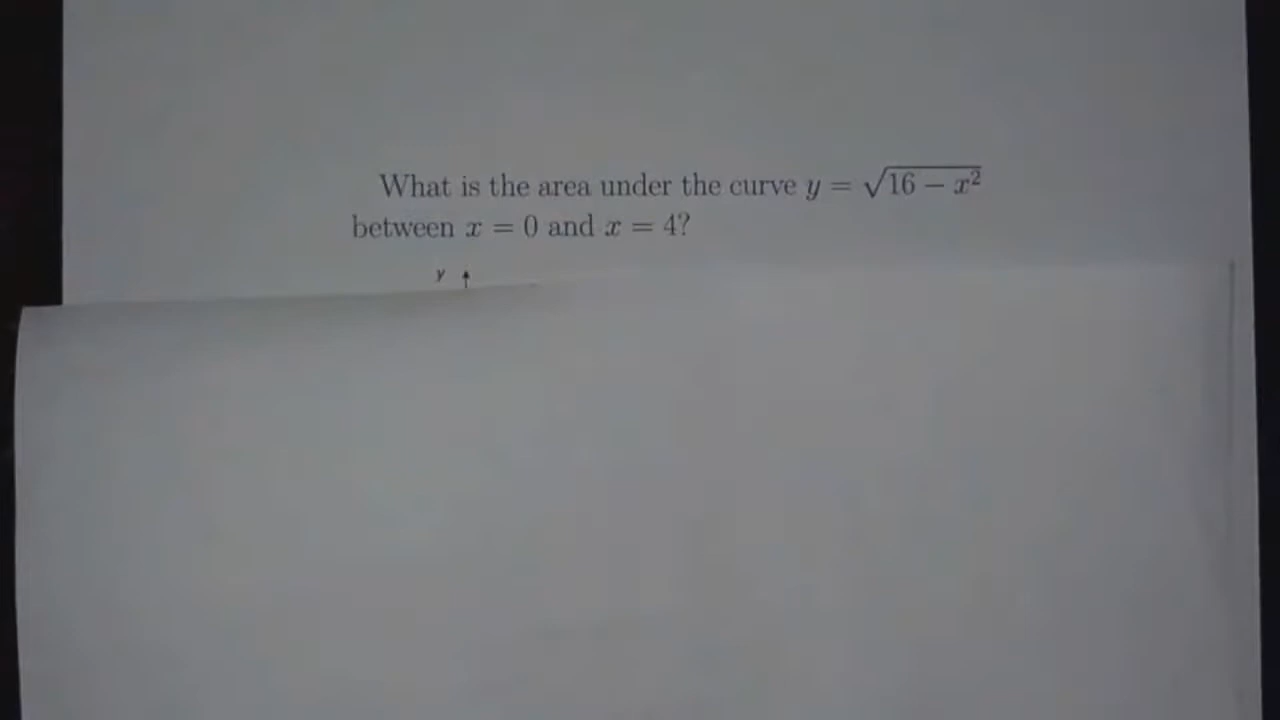 What is the area under the curve y = √(16 − x²)
between x = 0 and x = 4?
y